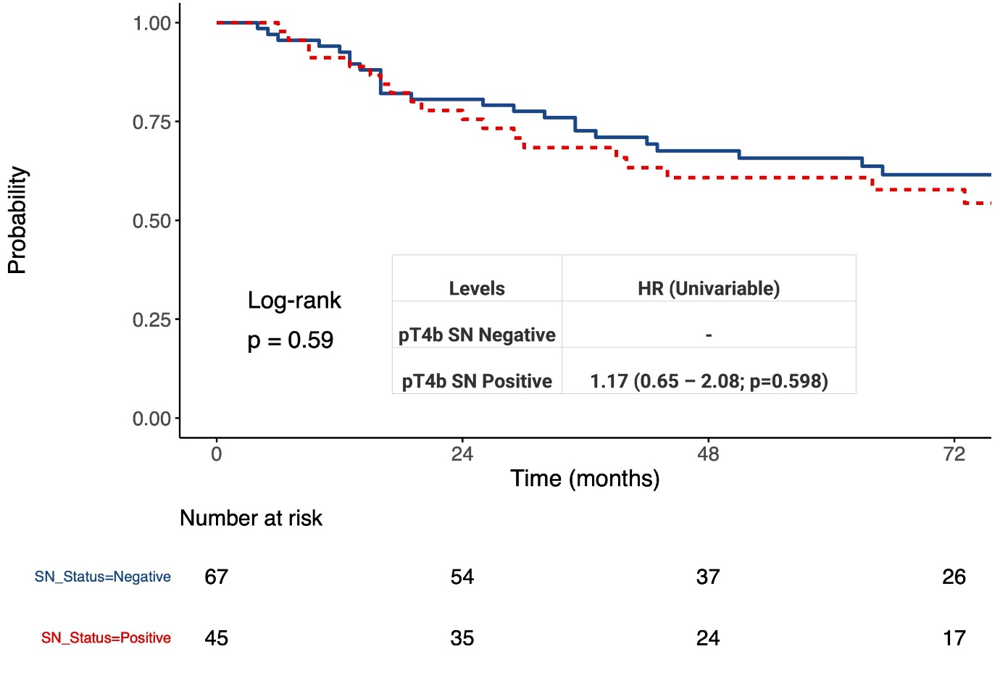 1.00
0.75
0.50
0.25
0.00
Probability
Log-rank
p = 0.59
Levels HR (Univariable)
pT4b SN Negative -
pT4b SN Positive 1.17 (0.65 – 2.08; p=0.598)
0 24 48 72
Time (months)
Number at risk
SN_Status=Negative 67 54 37 26
SN_Status=Positive 45 35 24 17